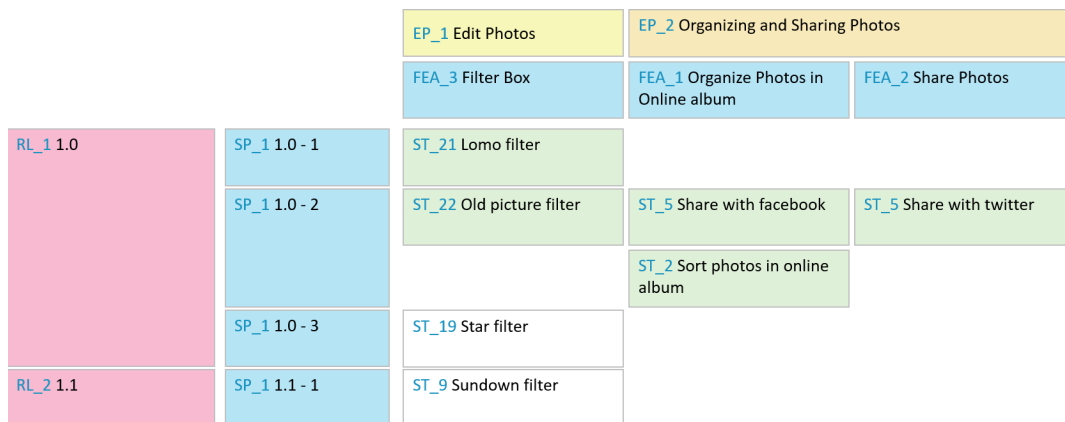 EP_1 Edit Photos
EP_2 Organizing and Sharing Photos
FEA_3 Filter Box
FEA_1 Organize Photos in
Online album
FEA_2 Share Photos
RL_1 1.0
SP_1 1.0 - 1
ST_21 Lomo filter
SP_1 1.0 - 2
ST_22 Old picture filter
ST_5 Share with facebook
ST_5 Share with twitter
ST_2 Sort photos in online
album
SP_1 1.0 - 3
ST_19 Star filter
RL_2 1.1
SP_1 1.1 - 1
ST_9 Sundown filter